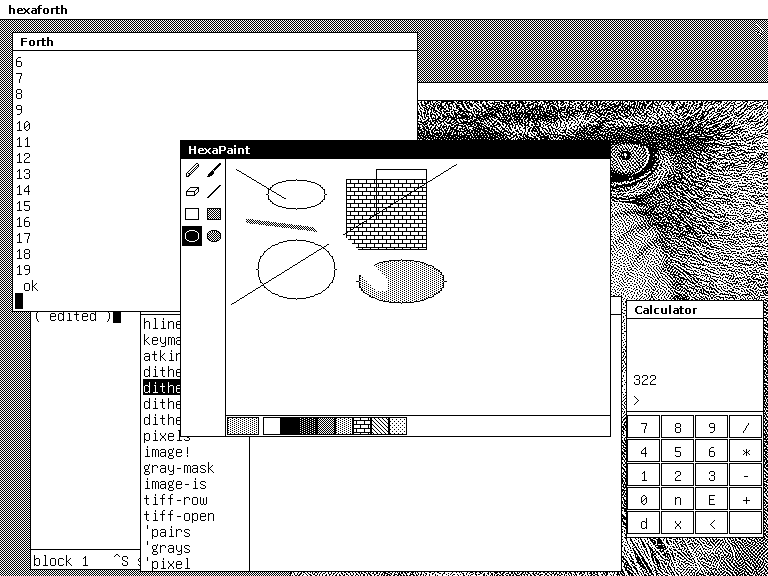 hexaforth
Forth
6
7
8
9
10
11
12
13
14
15
16
17
18
19
ok
HexaPaint
( edited )
block 1 ^S
hline
keyma
atkin
dithe
dithe
dithe
dithe
pixels
image!
gray-mask
image-is
tiff-row
tiff-open
'pairs
'grays
'pixel
Calculator
322
>
7 8 9 /
4 5 6 *
1 2 3 -
0 n E +
d x <